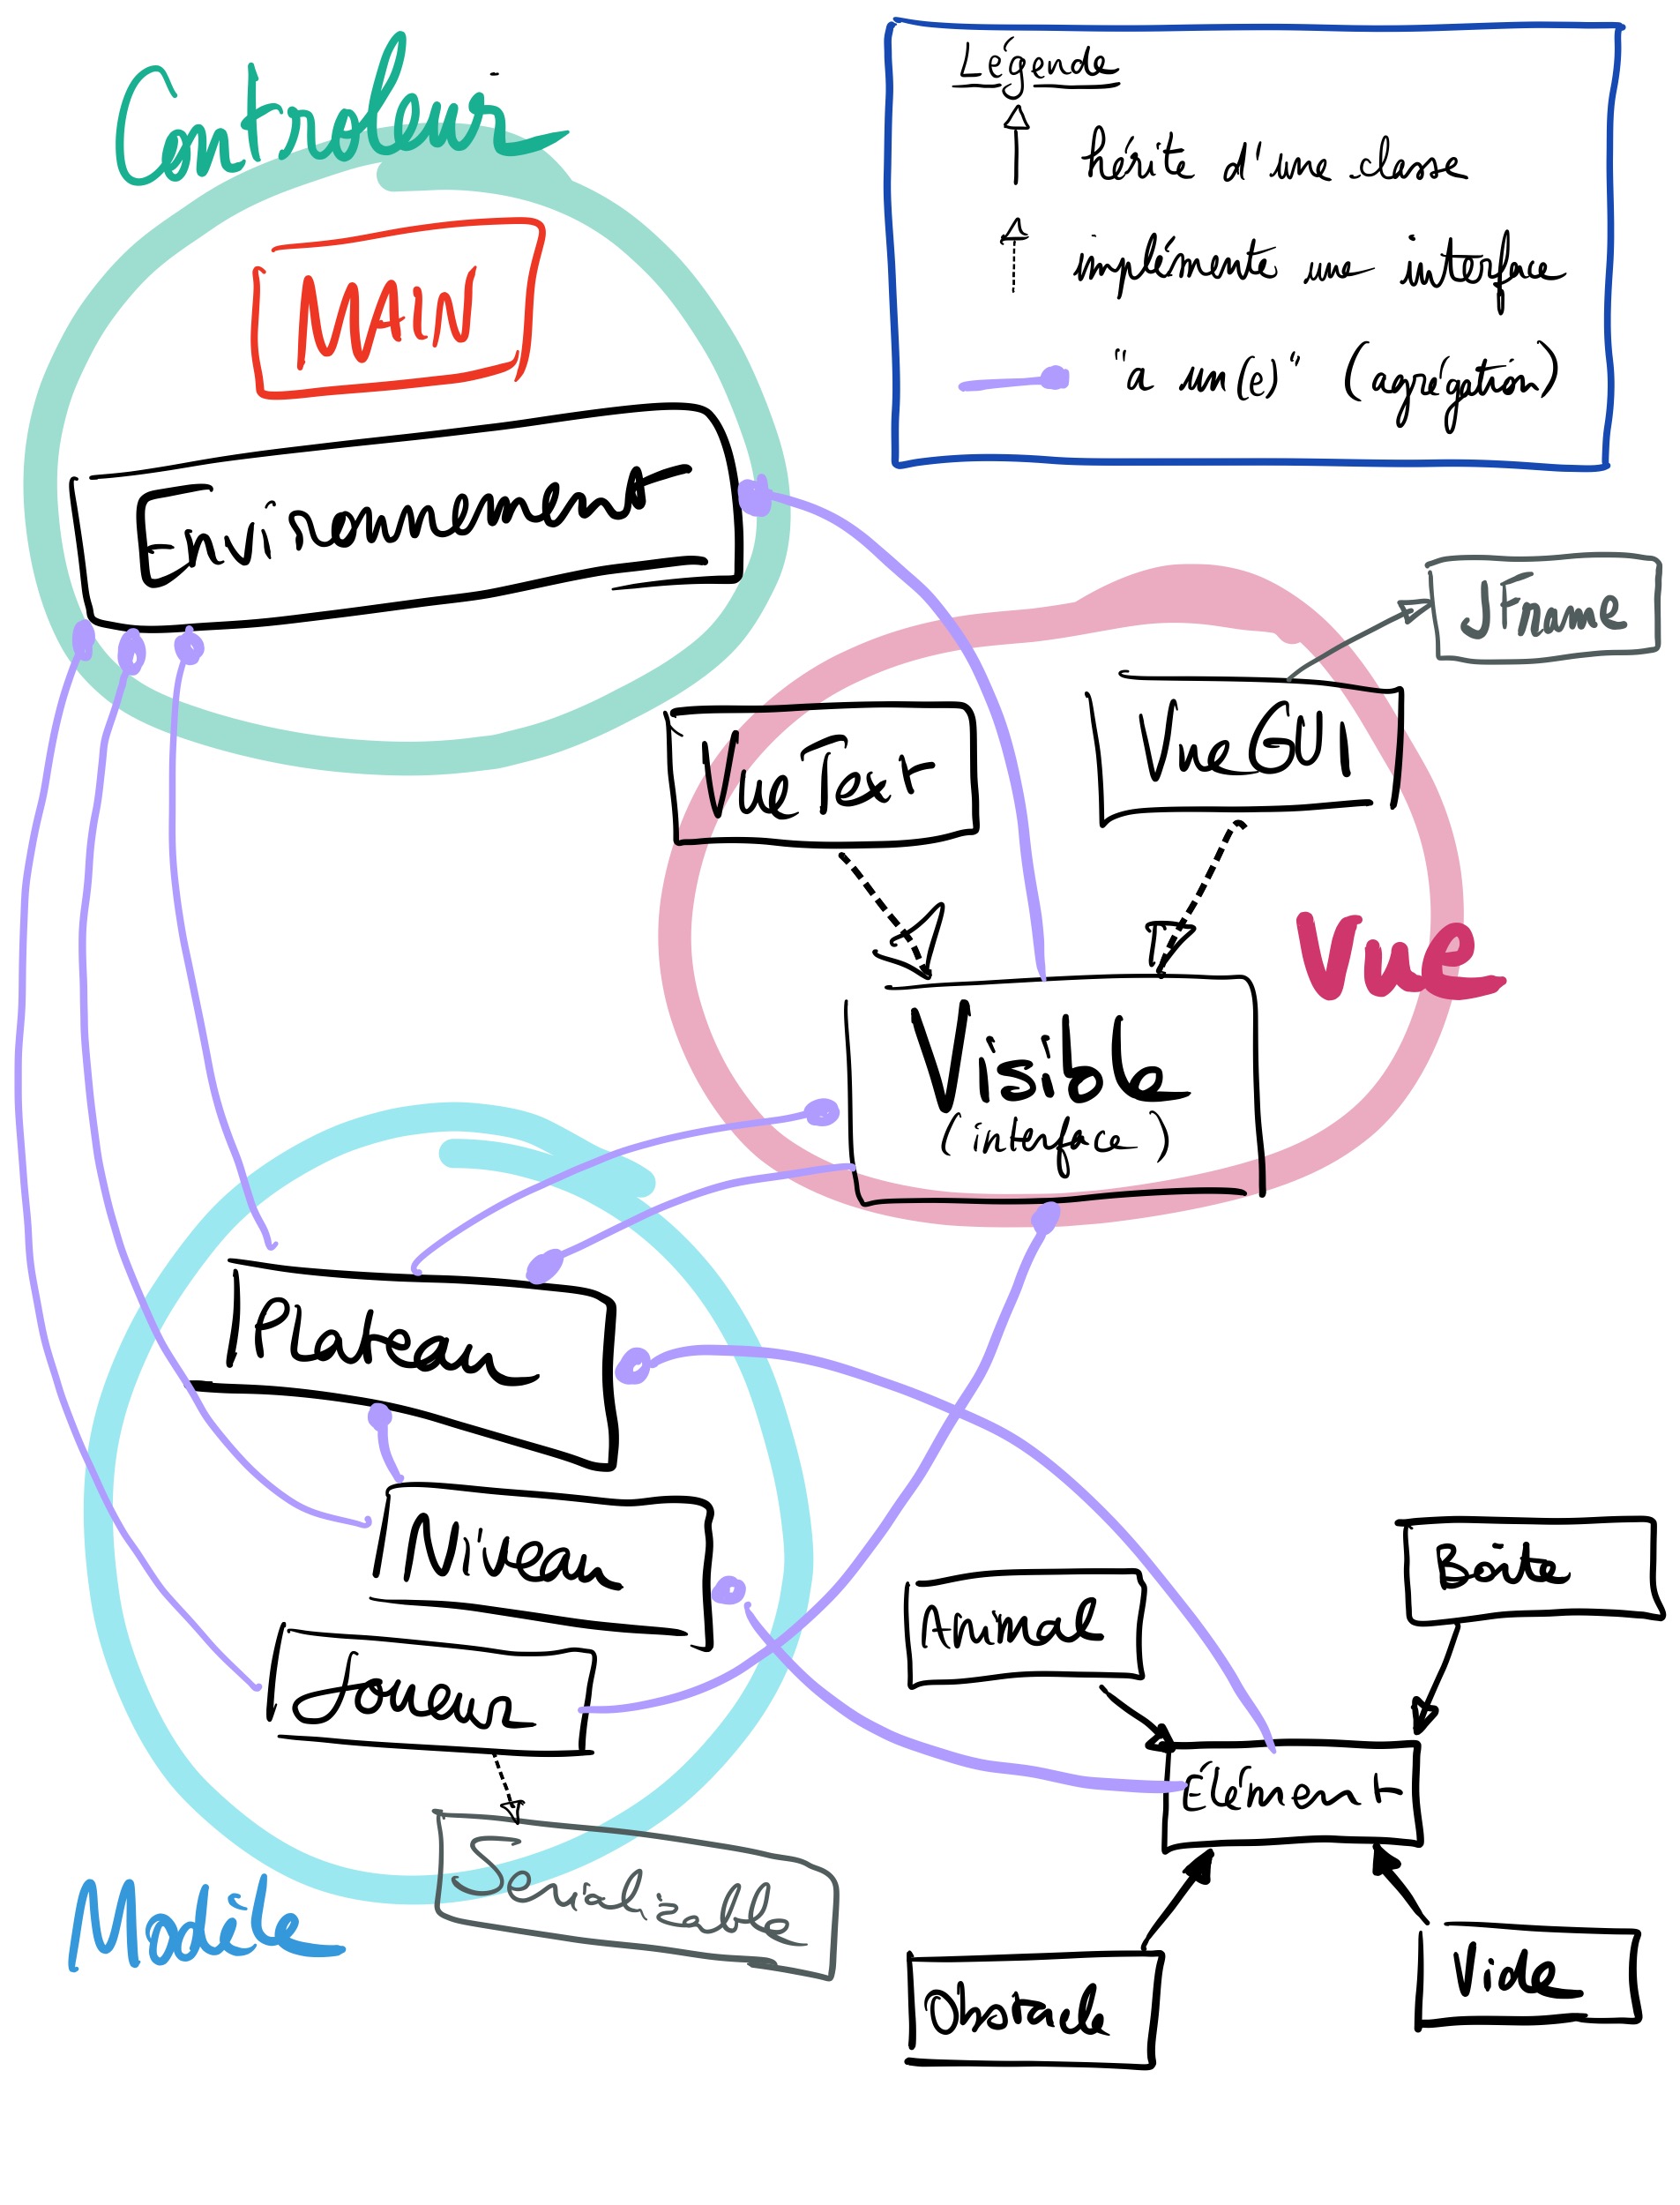 Controleur
MAIN
Environnement
Légende
hérite d'une classe
implémente une interface
"a un(e)" (agrégation)
JFrame
VueText
VueGUI
Vue
Visible
(interface)
Plateau
Niveau
Joueur
Serializable
Modèle
Animal
Boîte
Élément
Obstacle
Vide